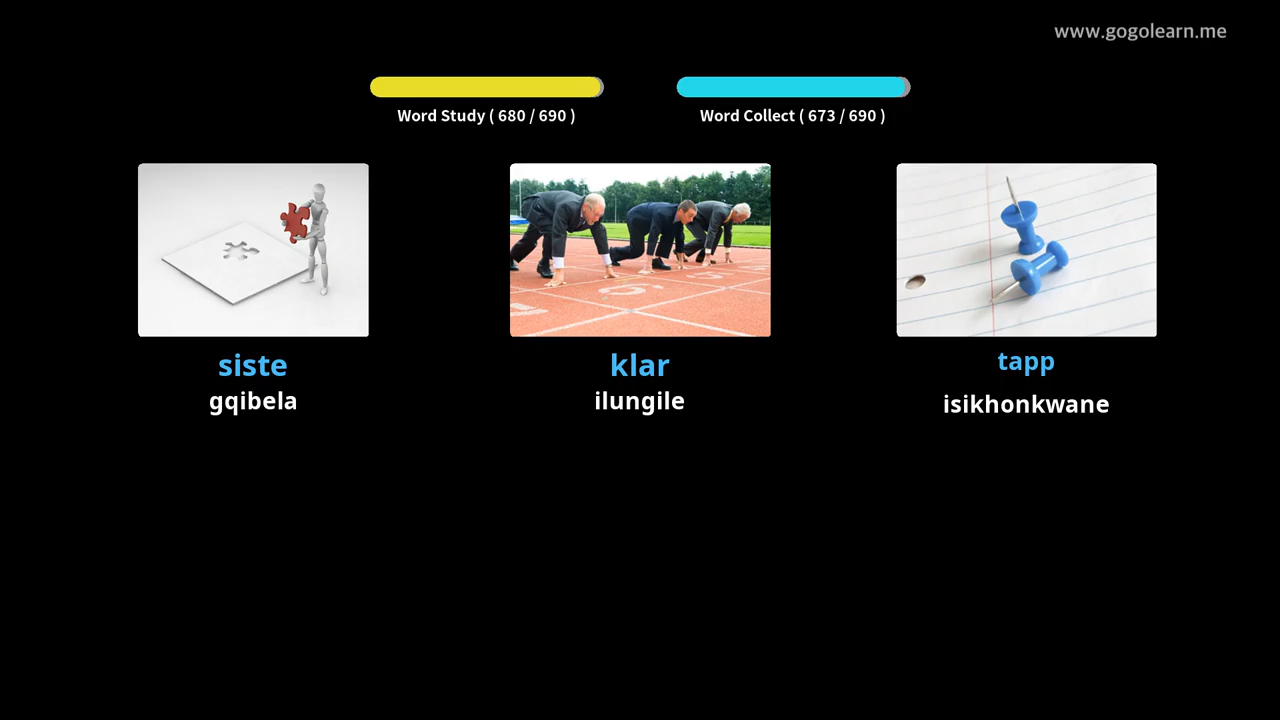 www.gogolearn.me
Word Study ( 680 / 690 )
Word Collect ( 673 / 690 )
siste
gqibela
klar
ilungile
tapp
isikhonkwane